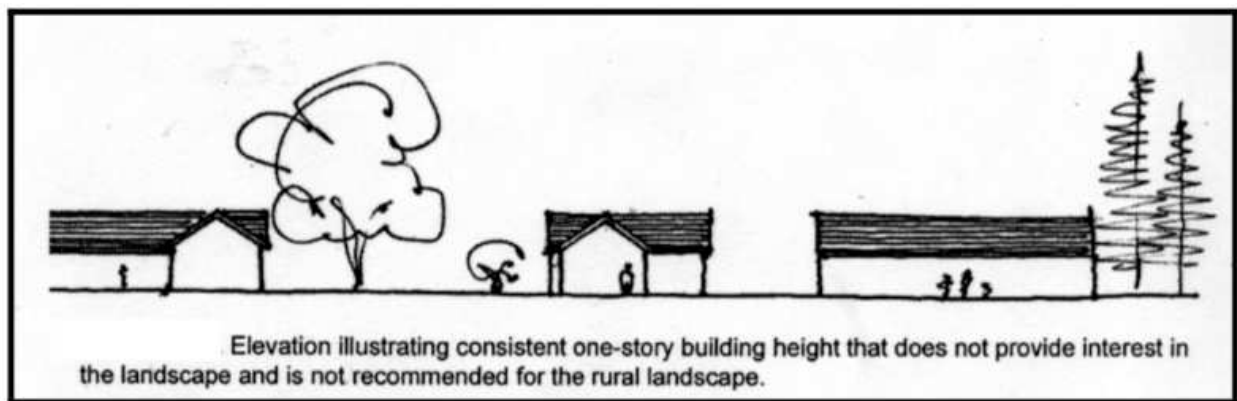 Elevation illustrating consistent one-story building height that does not provide interest in
the landscape and is not recommended for the rural landscape.